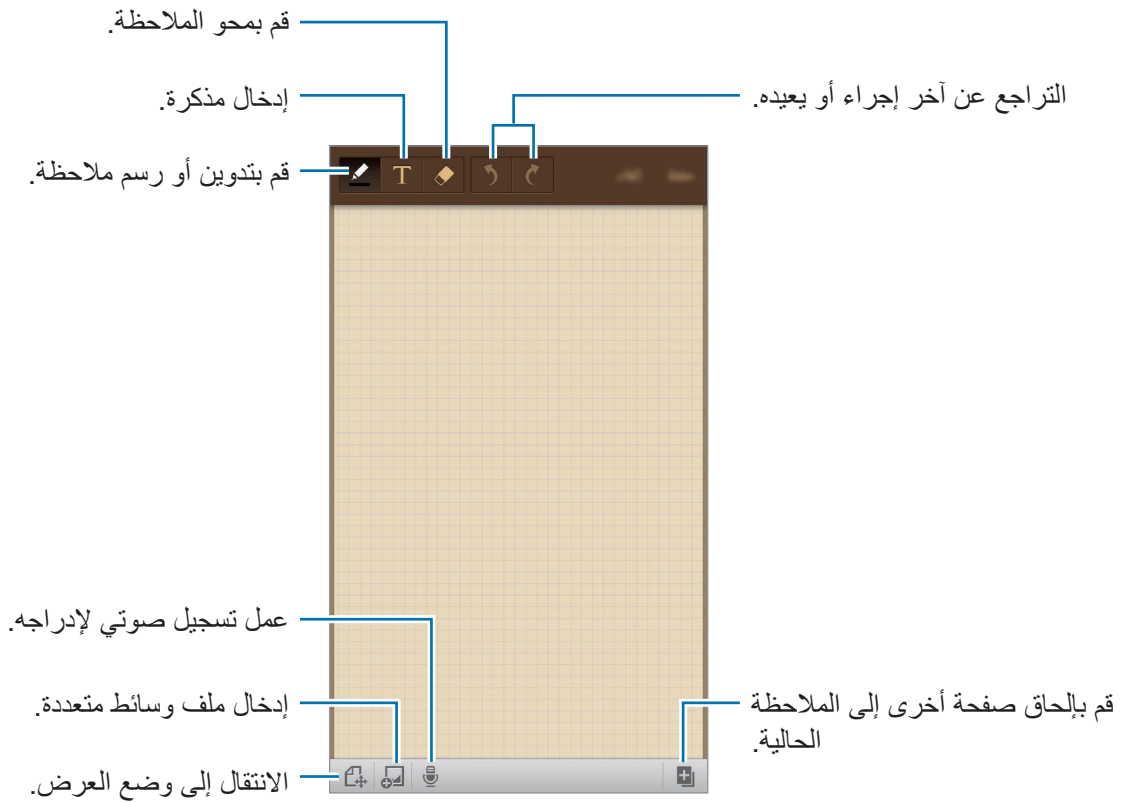 قم بمحو الملاحظة.
إدخال مذكرة.
التراجع عن آخر إجراء أو يعيده.
قم بتدوين أو رسم ملاحظة.
T
عمل تسجيل صوتي لإدراجه.
إدخال ملف وسائط متعددة.
قم بإلحاق صفحة أخرى إلى الملاحظة
الحالية.
الانتقال إلى وضع العرض.